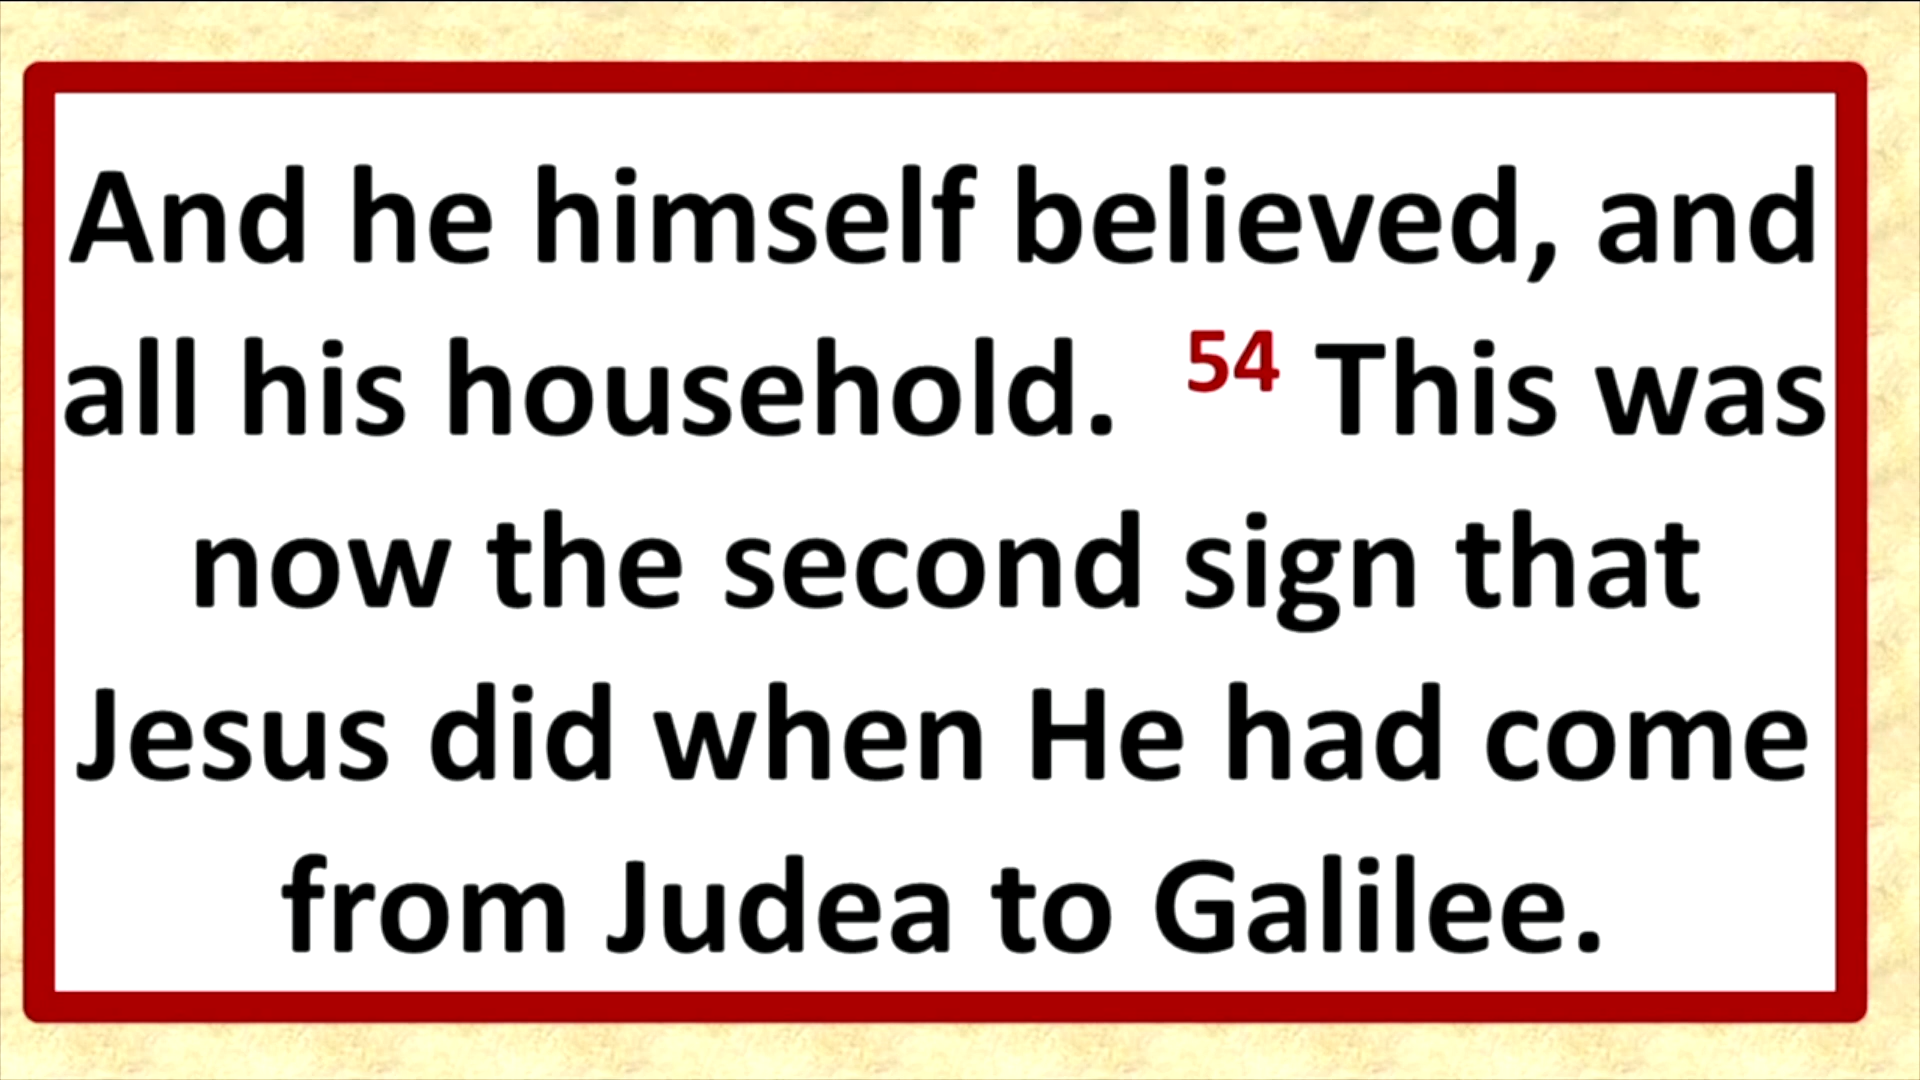 And he himself believed, and
all his household. 54 This was
now the second sign that
Jesus did when He had come
from Judea to Galilee.